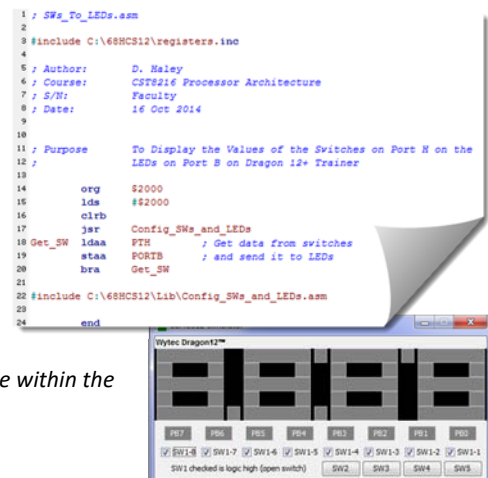 1 ; SWs_To_LEDs.asm
2
3 #include C:\68HCS12\registers.inc
4
5 ; Author: D. Haley
6 ; Course: CST8216 Processor Architecture
7 ; S/N: Faculty
8 ; Date: 16 Oct 2014
9
10
11 ; Purpose To Display the Values of the Switches on Port H on the
12 ; LEDs on Port B on Dragon 12+ Trainer
13
14 org $2000
15 lds #$2000
16 clrb
17 jsr Config_SWs_and_LEDs
18 Get_SW ldaa PTH ; Get data from switches
19 staa PORTB ; and send it to LEDs
20 bra Get_SW
21
22 #include C:\68HCS12\Lib\Config_SWs_and_LEDs.asm
23
24 end
e within the
Wytec Dragon12™
PB7 PB6 PB5 PB4 PB3 PB2 PB1 PB0
SW1-8 SW1-7 SW1-6 SW1-5 SW1-4 SW1-3 SW1-2 SW1-1
SW1 checked is logic high (open switch) SW2 SW3 SW4 SW5